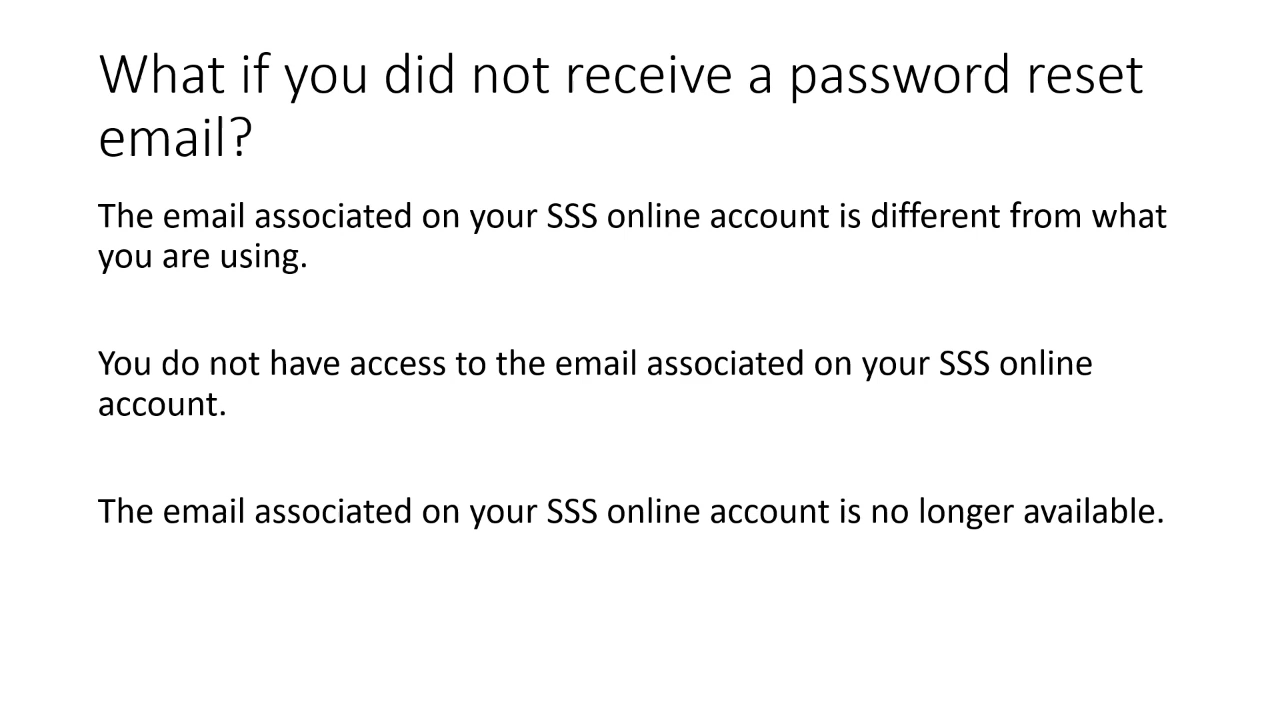 What if you did not receive a password reset
email?
The email associated on your SSS online account is different from what
you are using.
You do not have access to the email associated on your SSS online
account.
The email associated on your SSS online account is no longer available.